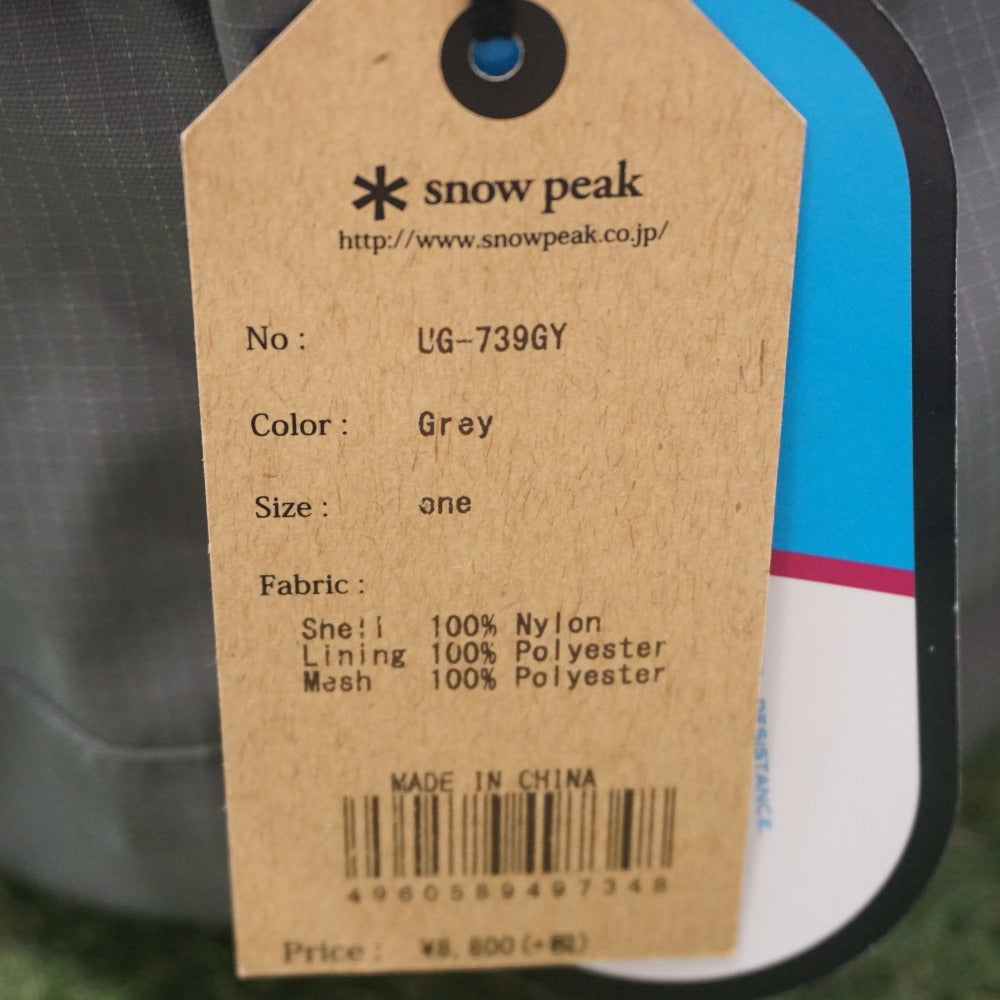 snow peak
http://www.snowpeak.co.jp/
No : UG-739GY
Color : Grey
Size : one
Fabric :
Shell 100% Nylon
Lining 100% Polyester
Mesh 100% Polyester
RESISTANCE
MADE IN CHINA
4960589497348
Price : ¥8,800(+税)